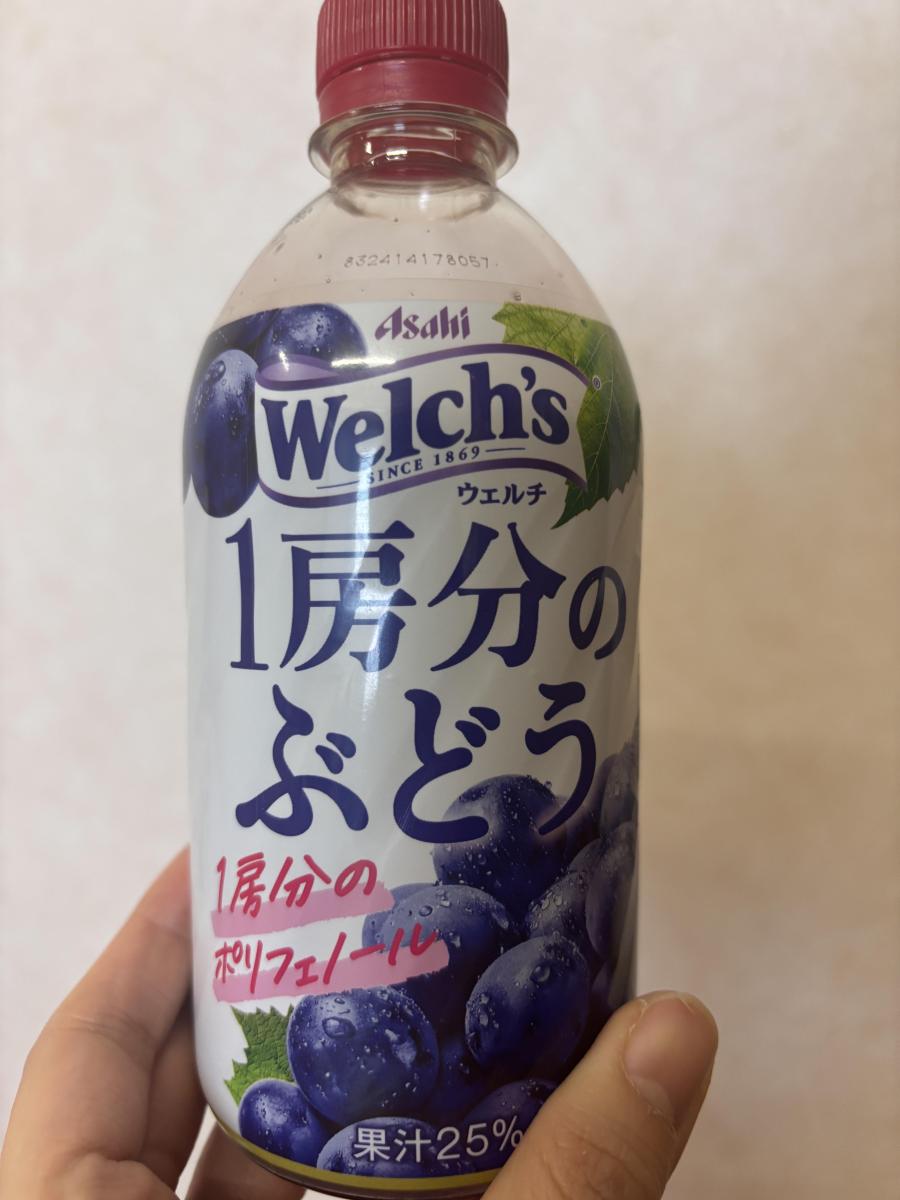 832414178057
Asahi
Welch's
SINCE 1869
ウェルチ
1房分の
ぶどう
1房分の
ポリフェノール
果汁25%